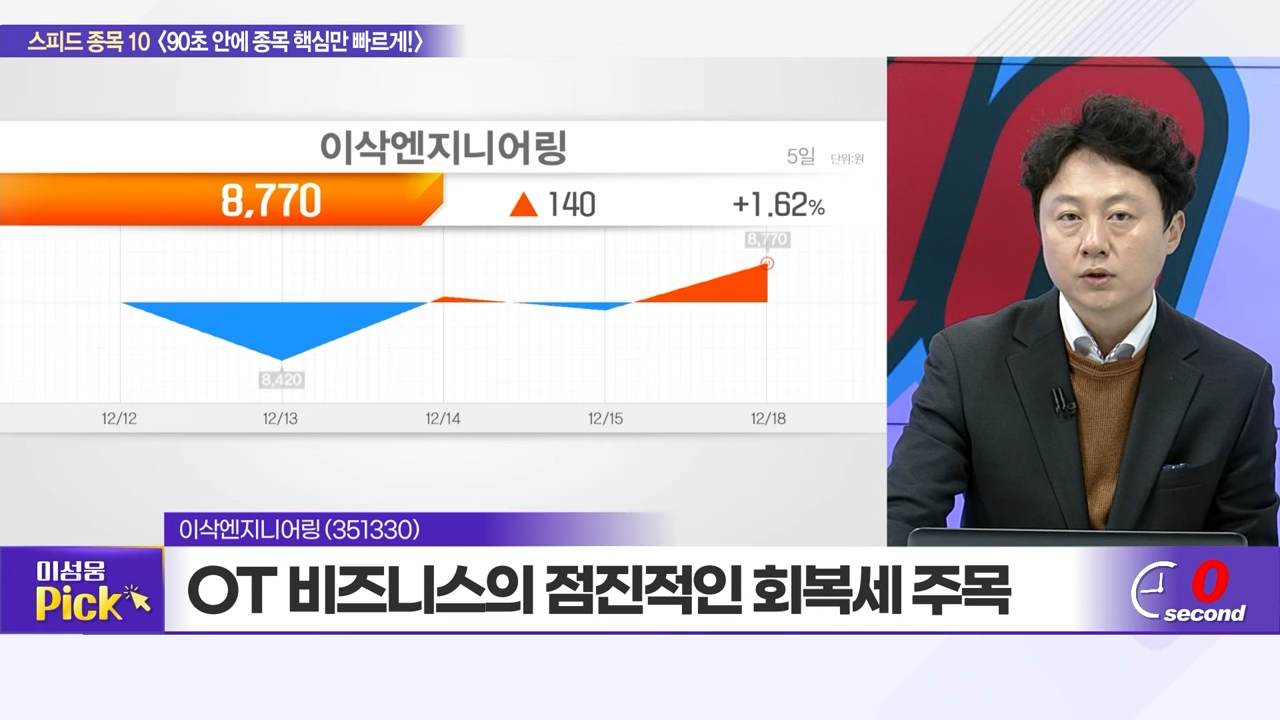 스피드 종목 10 〈90초 안에 종목 핵심만 빠르게!〉
이삭엔지니어링
5일 단위:원
8,770 ▲ 140 +1.62%
8,770
8,420
12/12 12/13 12/14 12/15 12/18
이삭엔지니어링 (351330)
이성웅
Pick
OT 비즈니스의 점진적인 회복세 주목
0
second